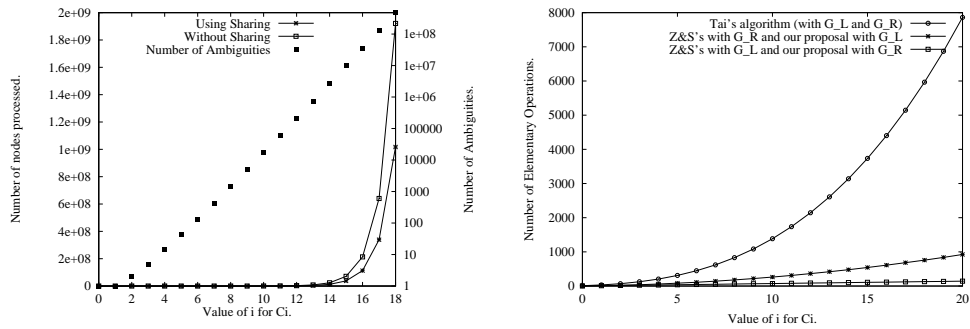 Using Sharing
Without Sharing
Number of Ambiguities
Number of nodes processed.
2e+09
1.8e+09
1.6e+09
1.4e+09
1.2e+09
1e+09
8e+08
6e+08
4e+08
2e+08
0
1e+08
1e+07
1e+06
100000
10000
1000
100
10
1
Number of Ambiguities.
0 2 4 6 8 10 12 14 16 18
Value of i for Ci.
Tai's algorithm (with G_L and G_R)
Z&S's with G_R and our proposal with G_L
Z&S's with G_L and our proposal with G_R
Number of Elementary Operations.
8000
7000
6000
5000
4000
3000
2000
1000
0
0 5 10 15 20
Value of i for Ci.